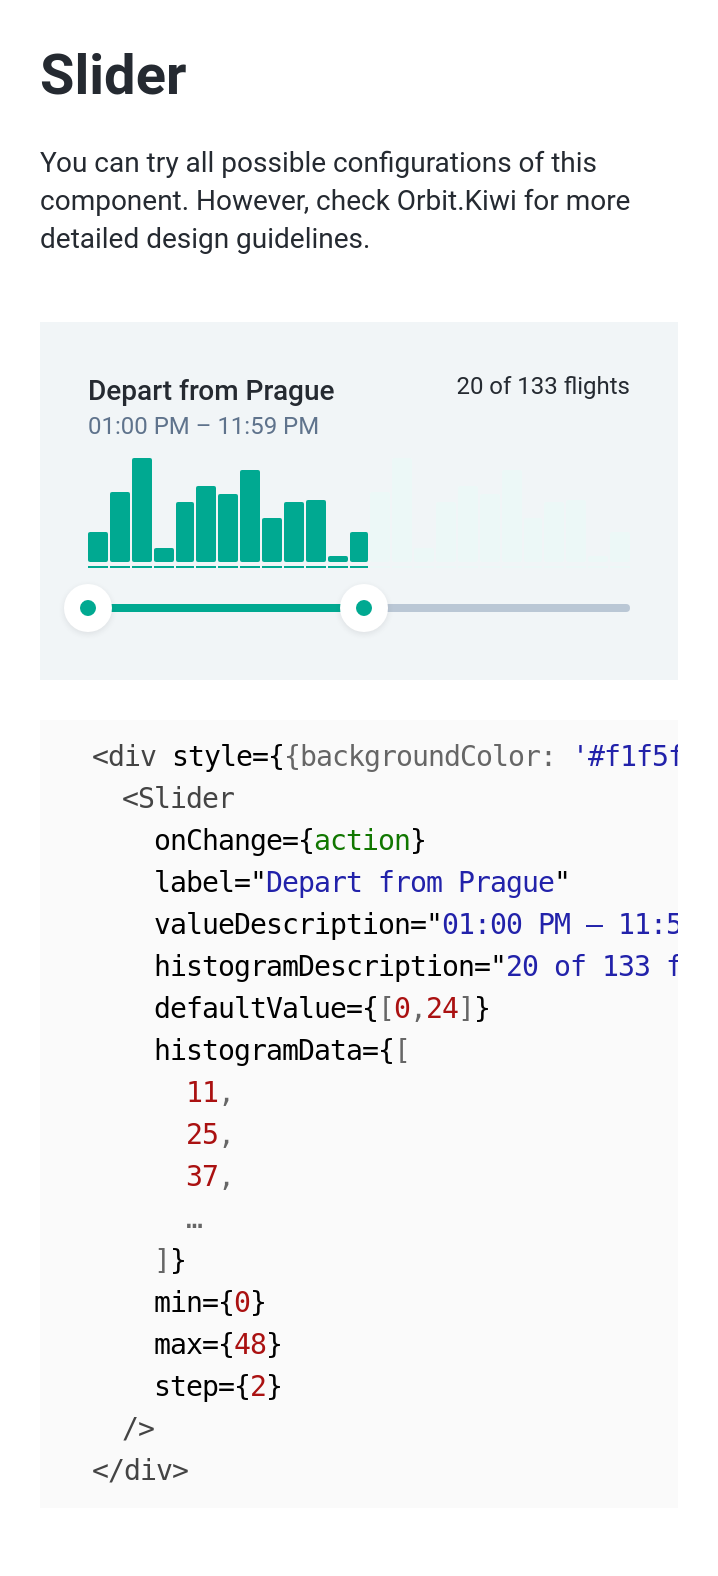 Slider
You can try all possible configurations of this
component. However, check Orbit.Kiwi for more
detailed design guidelines.
Depart from Prague
20 of 133 flights
01:00 PM – 11:59 PM
<div style={{backgroundColor: '#f1f5f
<Slider
onChange={action}
label="Depart from Prague"
valueDescription="01:00 PM – 11:5
histogramDescription="20 of 133 f
defaultValue={[0,24]}
histogramData={[
11,
25,
37,
…
]}
min={0}
max={48}
step={2}
/>
</div>